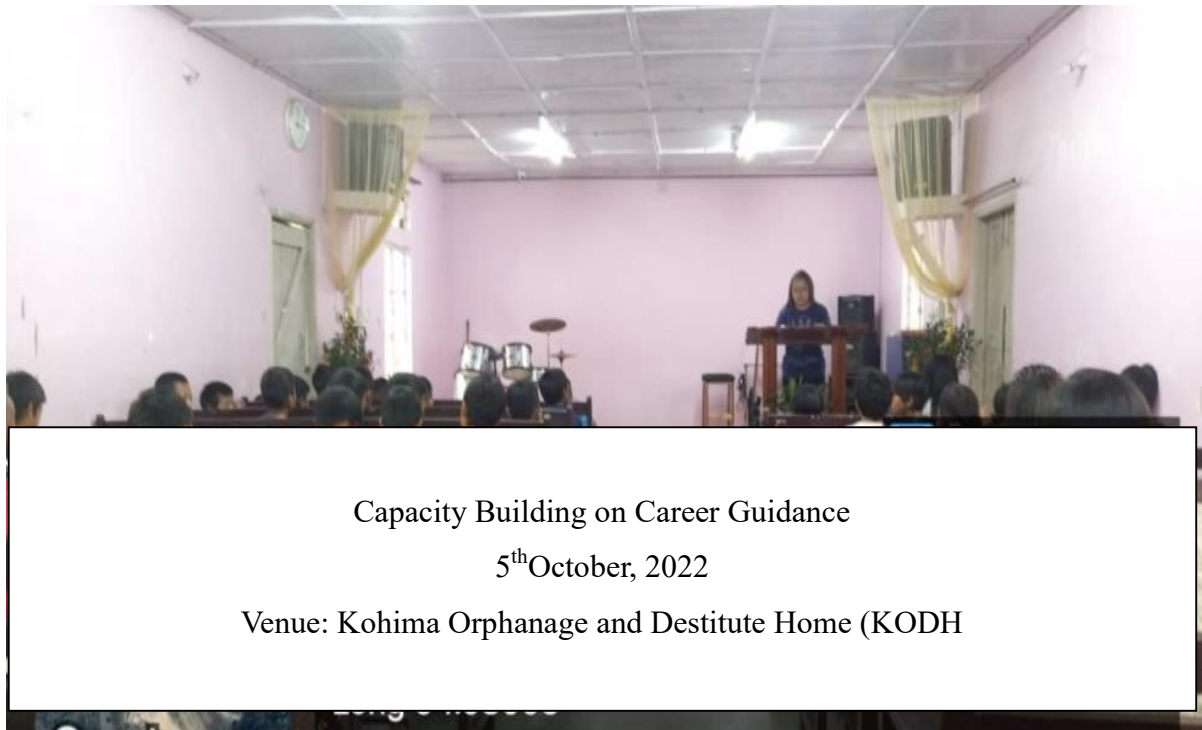 Capacity Building on Career Guidance
5thOctober, 2022
Venue: Kohima Orphanage and Destitute Home (KODH